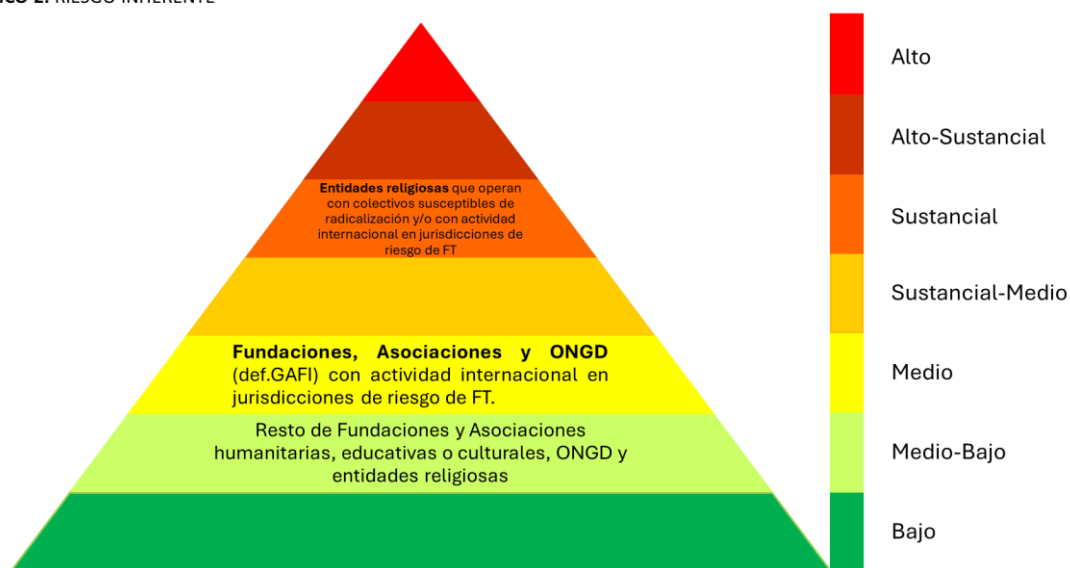 RIESGO INHERENTE
Alto
Alto-Sustancial
Entidades religiosas que operan
con colectivos susceptibles de
radicalización y/o con actividad
internacional en jurisdicciones de
riesgo de FT
Sustancial
Sustancial-Medio
Fundaciones, Asociaciones y ONGD
(def.GAFI) con actividad internacional en
jurisdicciones de riesgo de FT.
Medio
Resto de Fundaciones y Asociaciones
humanitarias, educativas o culturales, ONGD y
entidades religiosas
Medio-Bajo
Bajo